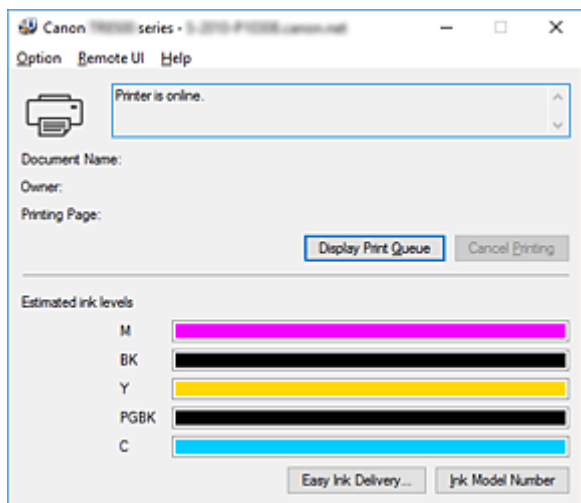 Canon series -
Option Remote UI Help
Printer is online.
Document Name:
Owner:
Printing Page:
Display Print Queue Cancel Printing
Estimated ink levels
M
BK
Y
PGBK
C
Easy Ink Delivery... Ink Model Number